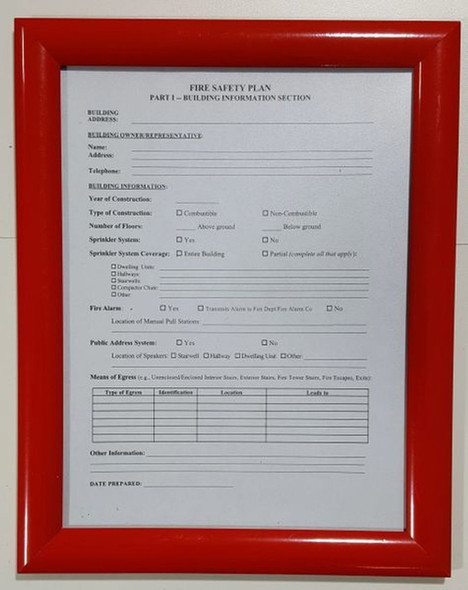 FIRE SAFETY PLAN
PART I -- BUILDING INFORMATION SECTION
BUILDING
ADDRESS:
BUILDING OWNER/REPRESENTATIVE:
Name:
Address:
Telephone:
BUILDING INFORMATION:
Year of Construction:
Type of Construction: ☐ Combustible ☐ Non-Combustible
Number of Floors: ______ Above ground ______ Below ground
Sprinkler System: ☐ Yes ☐ No
Sprinkler System Coverage: ☐ Entire Building ☐ Partial (complete all that apply):
☐ Dwelling Units:
☐ Hallways:
☐ Stairwells:
☐ Compactor Chute:
☐ Other:
Fire Alarm: ☐ Yes ☐ Transmits Alarm to Fire Dept/Fire Alarm Co ☐ No
Location of Manual Pull Stations:
Public Address System: ☐ Yes ☐ No
Location of Speakers: ☐ Stairwell ☐ Hallway ☐ Dwelling Unit ☐ Other:
Means of Egress (e.g., Unenclosed/Enclosed Interior Stairs, Exterior Stairs, Fire Tower Stairs, Fire Escapes, Exits):
Type of Egress Identification Location Leads to
Other Information:
DATE PREPARED: